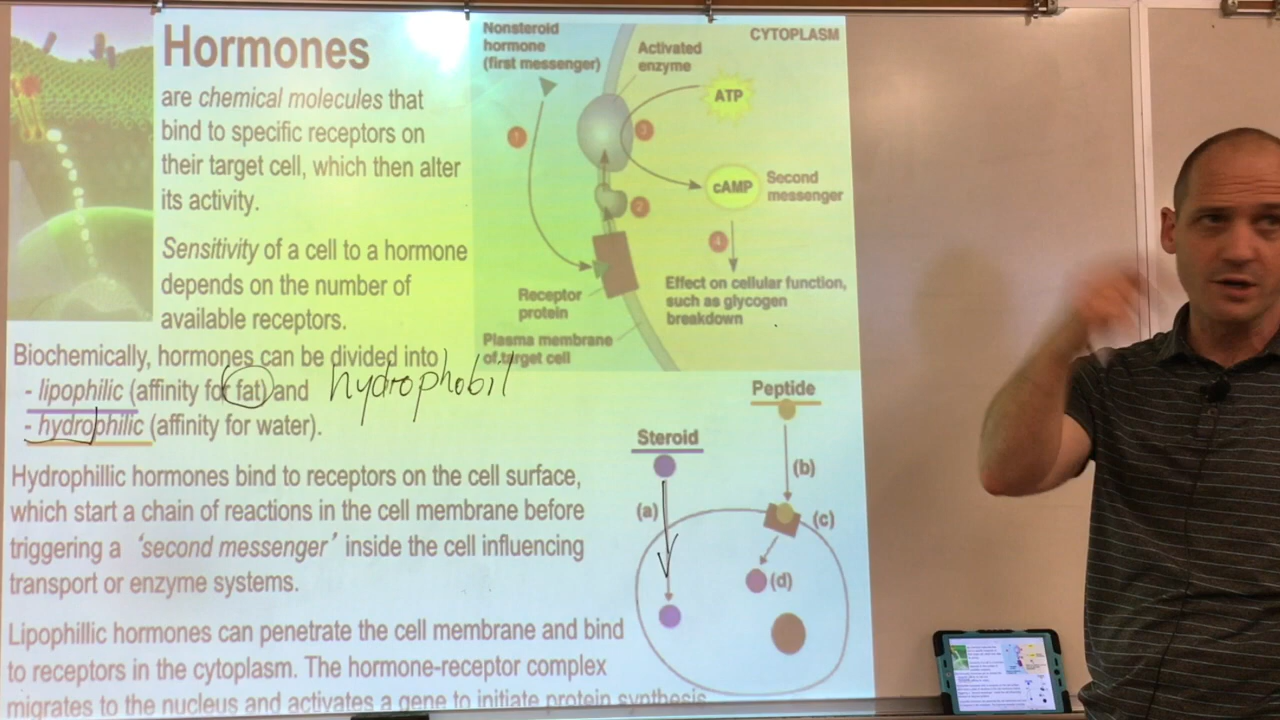 Hormones
are chemical molecules that
bind to specific receptors on
their target cell, which then alter
its activity.
Sensitivity of a cell to a hormone
depends on the number of
available receptors.
Biochemically, hormones can be divided into
- lipophilic (affinity for fat) and hydrophobil
- hydrophilic (affinity for water).
Hydrophillic hormones bind to receptors on the cell surface,
which start a chain of reactions in the cell membrane before
triggering a 'second messenger' inside the cell influencing
transport or enzyme systems.
Lipophillic hormones can penetrate the cell membrane and bind
to receptors in the cytoplas. The hormone-receptor complex
migrates to the nucleus an activates a gene to initiate protein synthesis
Nonsteroid
hormone
(first messenger)
Activated
enzyme
CYTOPLASM
ATP
1
3
cAMP
Second
messenger
2
4
Effect on cellular function,
such as glycogen
breakdown
Receptor
protein
Plasma membrane
of target cell
Peptide
Steroid
(b)
(a)
(c)
(d)